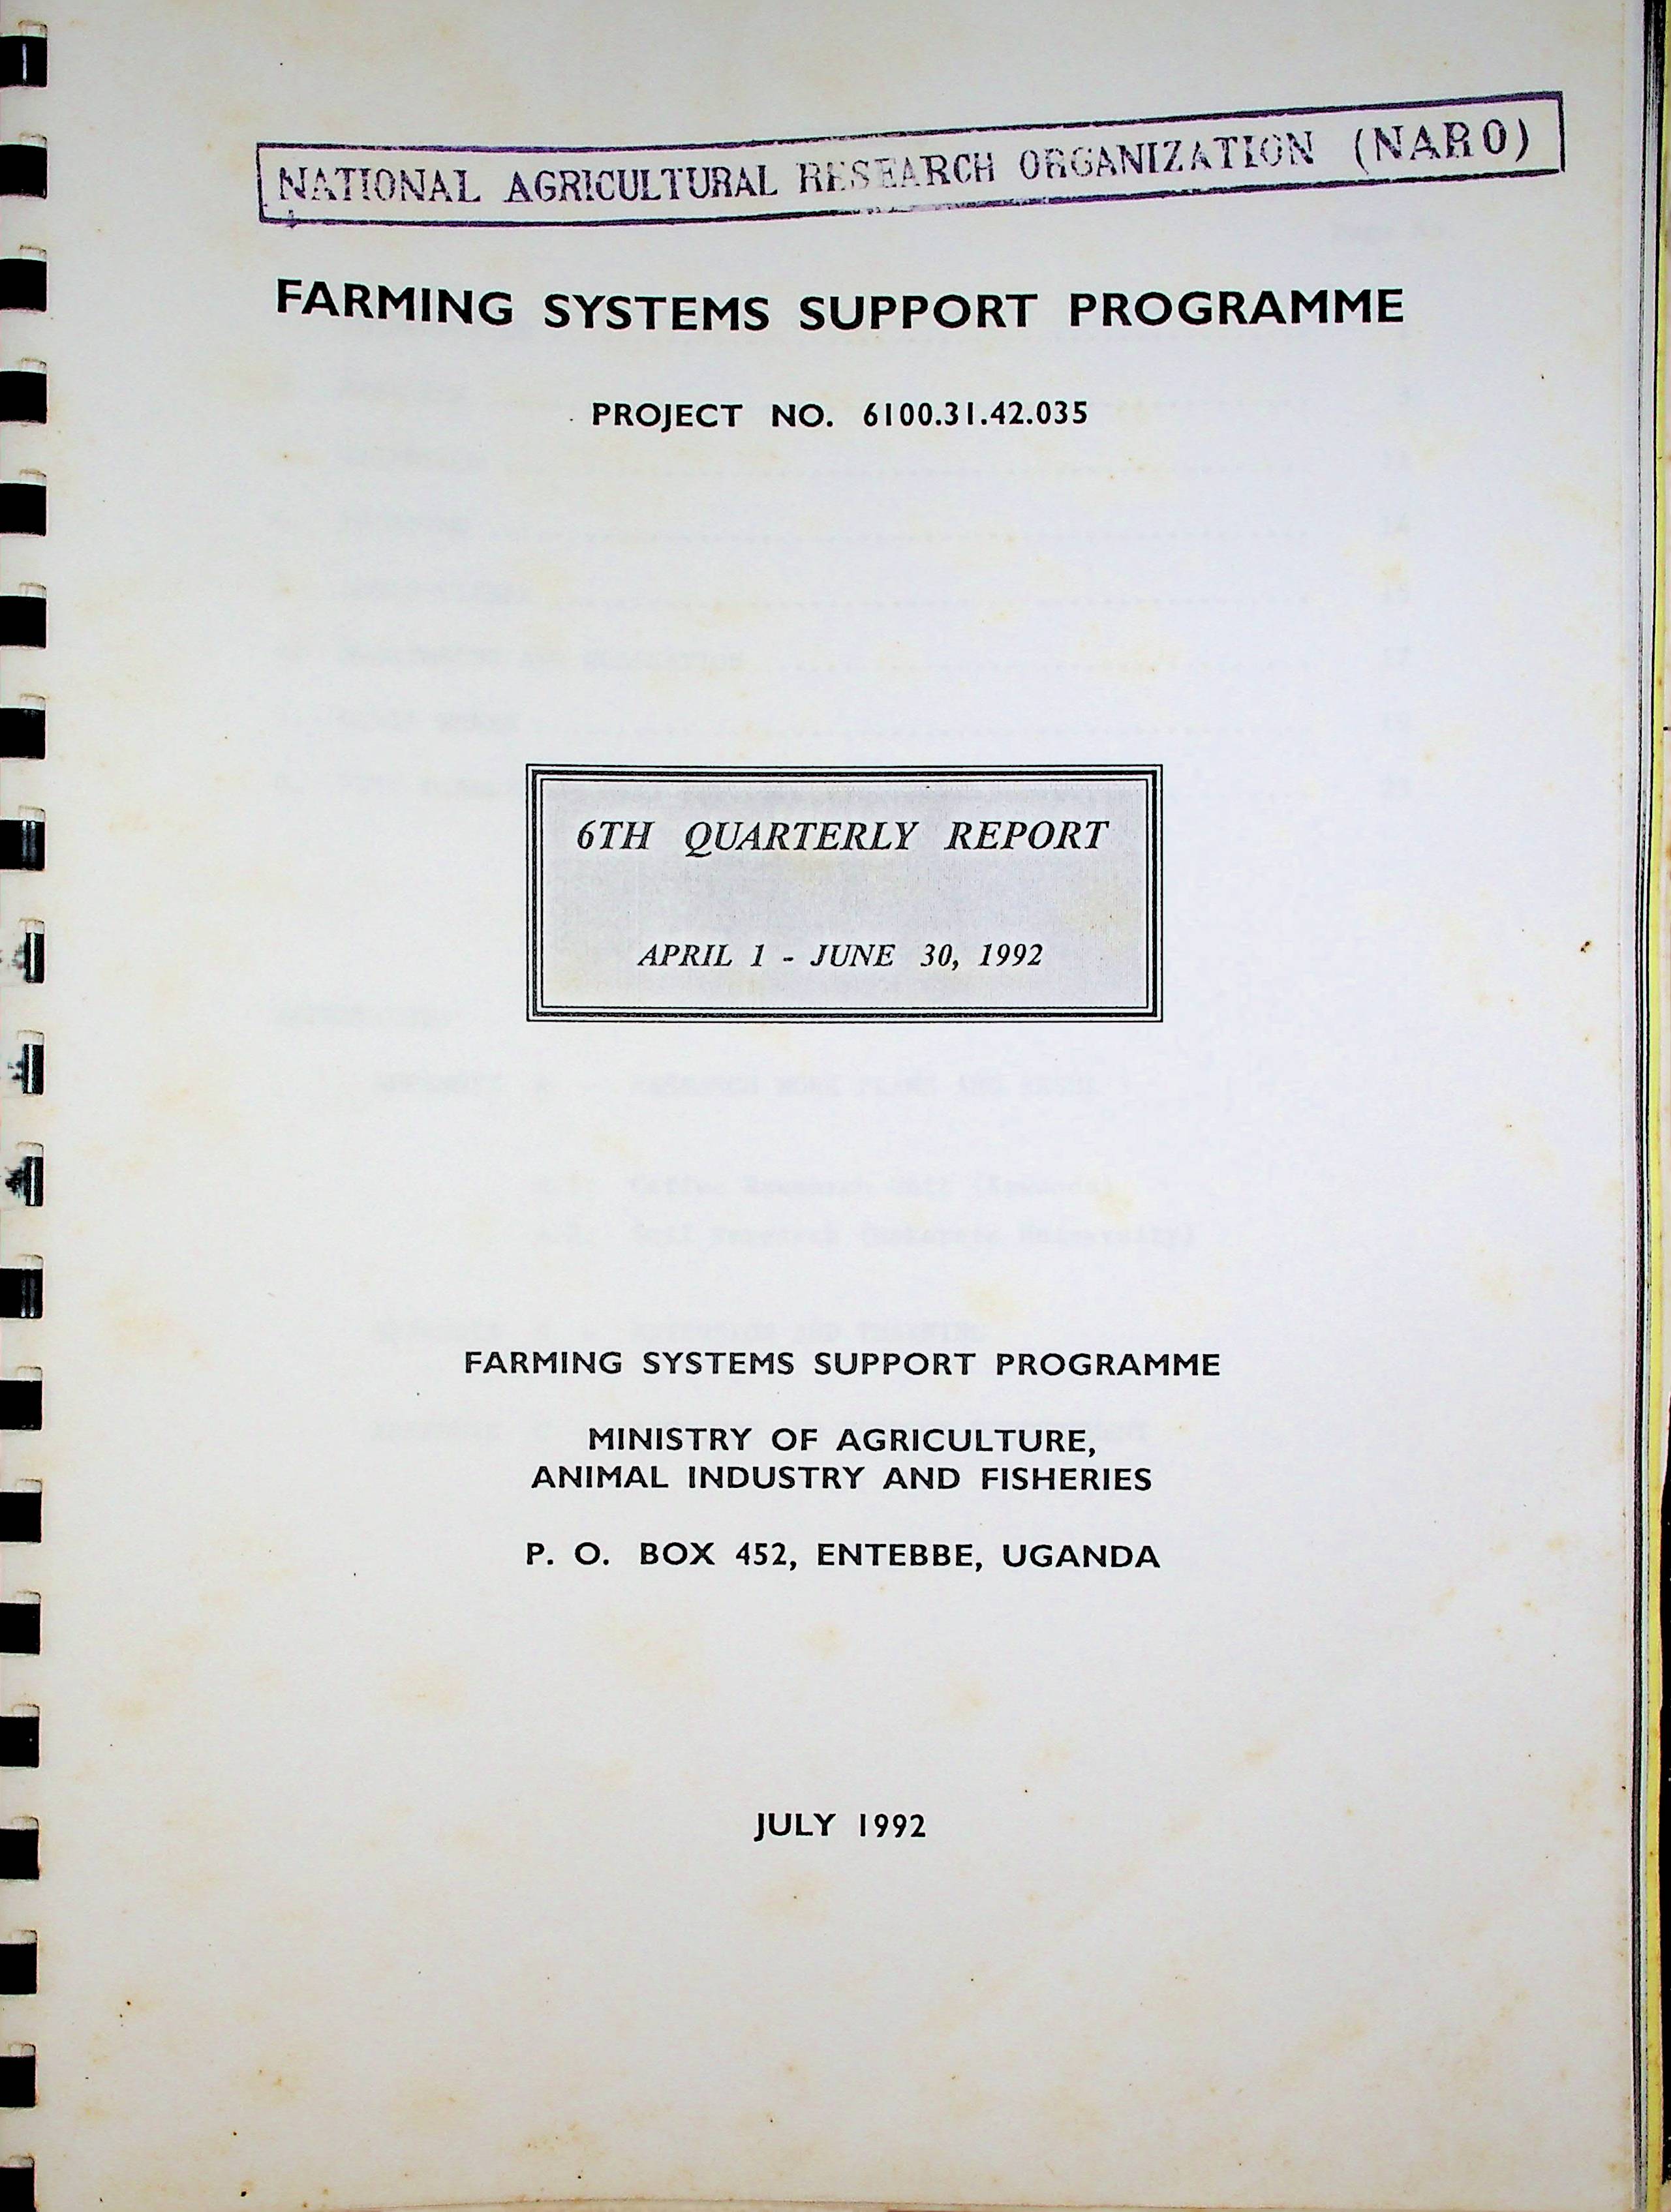 NATIONAL AGRICULTURAL RESEARCH ORGANIZATION (NARO)
FARMING SYSTEMS SUPPORT PROGRAMME
PROJECT NO. 6100.31.42.035
6TH QUARTERLY REPORT
APRIL 1 - JUNE 30, 1992
FARMING SYSTEMS SUPPORT PROGRAMME
MINISTRY OF AGRICULTURE,
ANIMAL INDUSTRY AND FISHERIES
P. O. BOX 452, ENTEBBE, UGANDA
JULY 1992